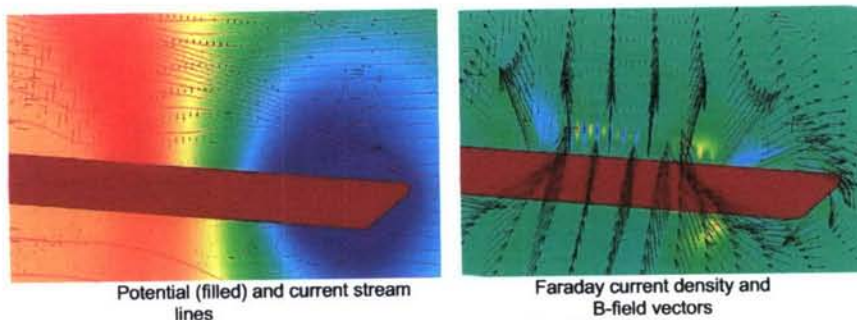 Potential (filled) and current stream
lines
Faraday current density and
B-field vectors